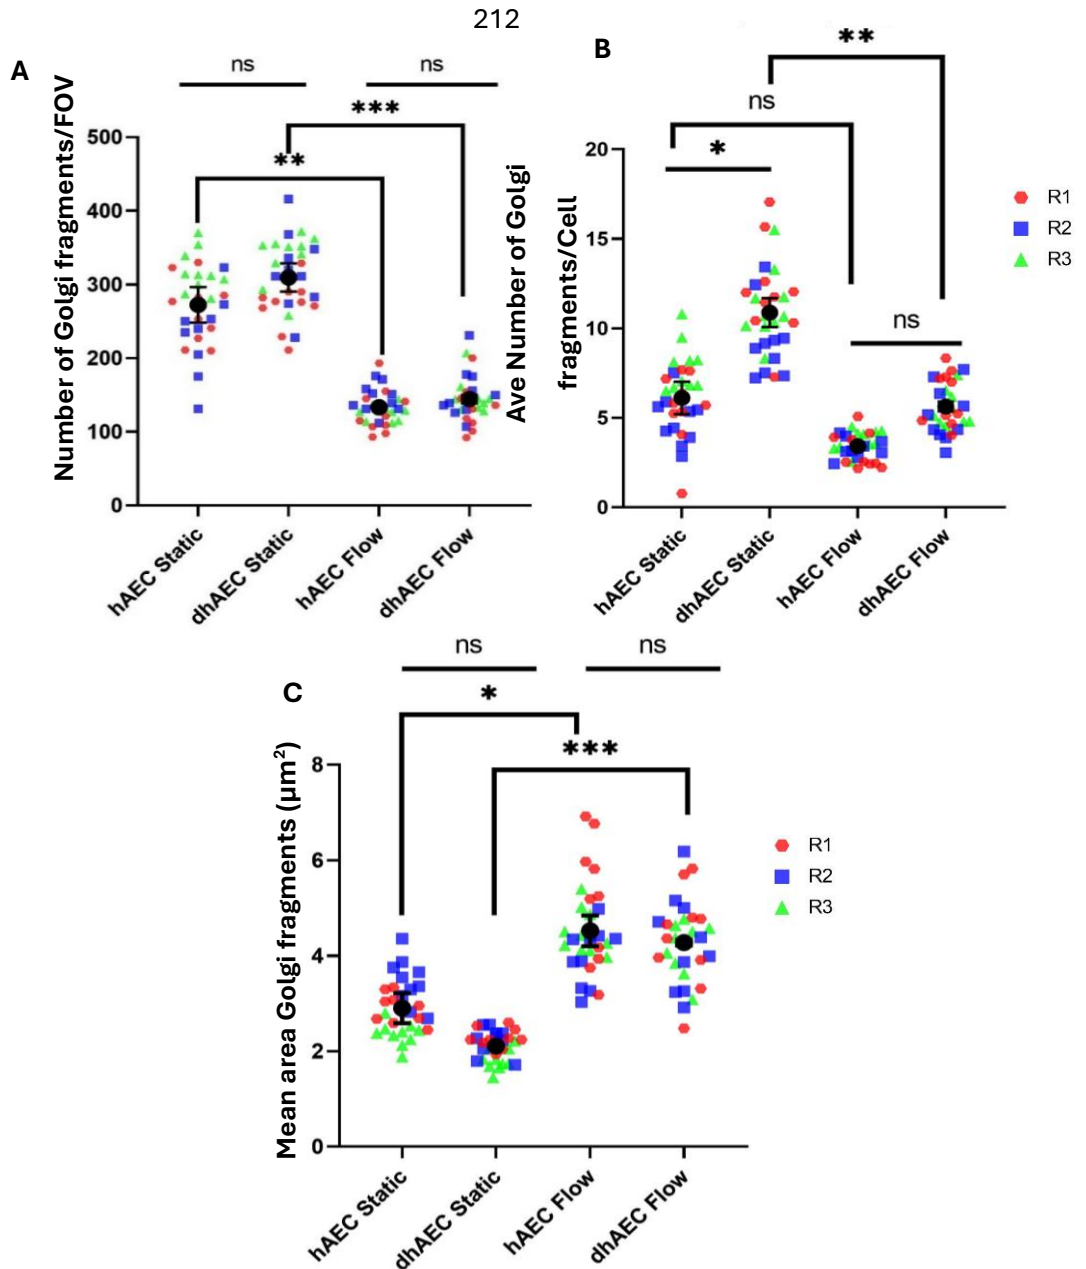 212
A
ns
ns
***
**
Number of Golgi fragments/FOV
500
400
300
200
100
0
hAEC Static
dhAEC Static
hAEC Flow
dhAEC Flow
B
**
ns
*
ns
Ave Number of Golgi
fragments/Cell
20
15
10
5
0
hAEC Static
dhAEC Static
hAEC Flow
dhAEC Flow
R1
R2
R3
C
ns
ns
*
***
Mean area Golgi fragments (µm²)
8
6
4
2
0
hAEC Static
dhAEC Static
hAEC Flow
dhAEC Flow
R1
R2
R3